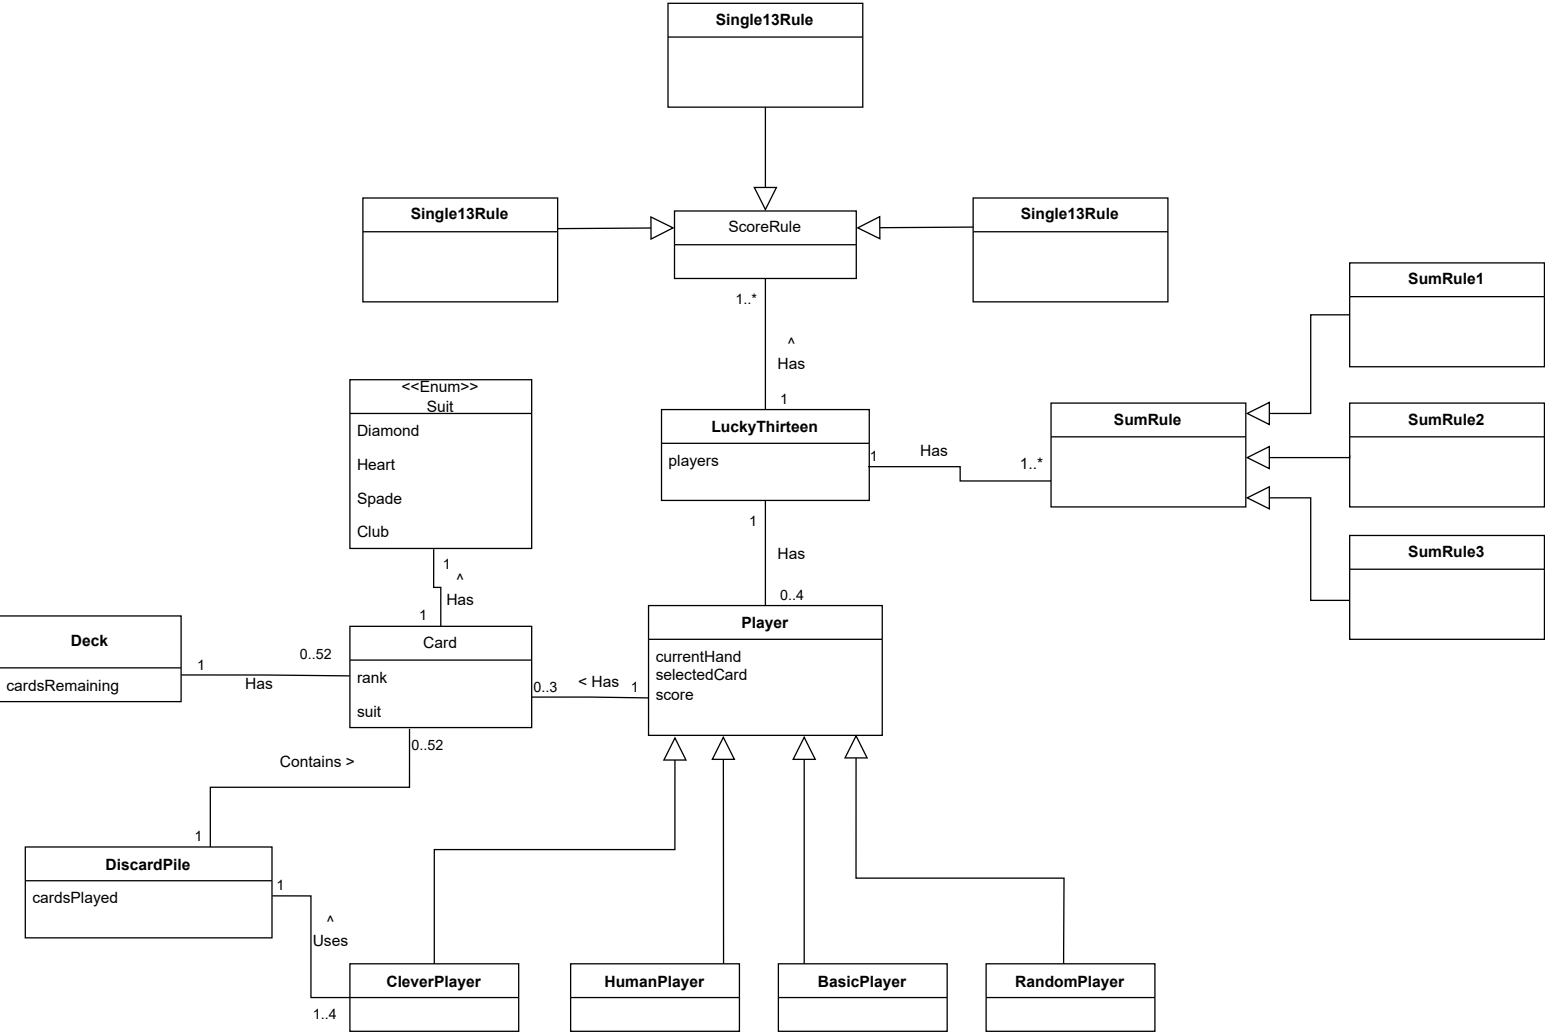 Single13Rule
Single13Rule
ScoreRule
Single13Rule
1..*
^
Has
1
SumRule1
<<Enum>>
Suit
Diamond
Heart
Spade
Club
LuckyThirteen
players
1
Has
1..*
SumRule
SumRule2
SumRule3
1
Has
0..4
1
^
Has
1
Deck
cardsRemaining
1
Has
0..52
Card
rank
suit
0..3
< Has
1
Player
currentHand
selectedCard
score
0..52
Contains >
1
DiscardPile
cardsPlayed
1
^
Uses
1..4
CleverPlayer
HumanPlayer
BasicPlayer
RandomPlayer